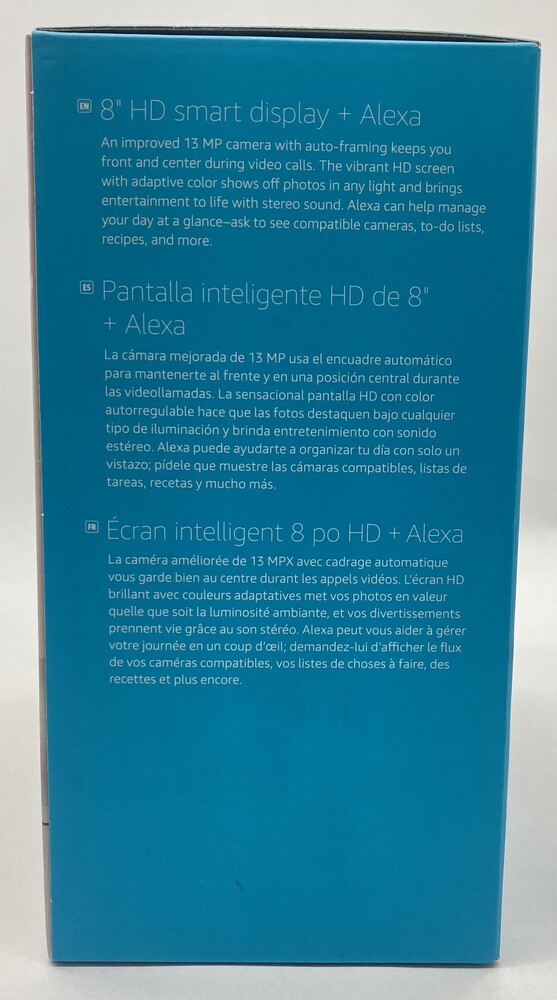 EN 8" HD smart display + Alexa
An improved 13 MP camera with auto-framing keeps you
front and center during video calls. The vibrant HD screen
with adaptive color shows off photos in any light and brings
entertainment to life with stereo sound. Alexa can help manage
your day at a glance–ask to see compatible cameras, to-do lists,
recipes, and more.
ES Pantalla inteligente HD de 8"
+ Alexa
La cámara mejorada de 13 MP usa el encuadre automático
para mantenerte al frente y en una posición central durante
las videollamadas. La sensacional pantalla HD con color
autorregulable hace que las fotos destaquen bajo cualquier
tipo de iluminación y brinda entretenimiento con sonido
estéreo. Alexa puede ayudarte a organizar tu día con solo un
vistazo; pídele que muestre las cámaras compatibles, listas de
tareas, recetas y mucho más.
FR Écran intelligent 8 po HD + Alexa
La caméra améliorée de 13 MPX avec cadrage automatique
vous garde bien au centre durant les appels vidéos. L'écran HD
brillant avec couleurs adaptatives met vos photos en valeur
quelle que soit la luminosité ambiante, et vos divertissements
prennent vie grâce au son stéréo. Alexa peut vous aider à gérer
votre journée en un coup d'œil; demandez-lui d'afficher le flux
de vos caméras compatibles, vos listes de choses à faire, des
recettes et plus encore.